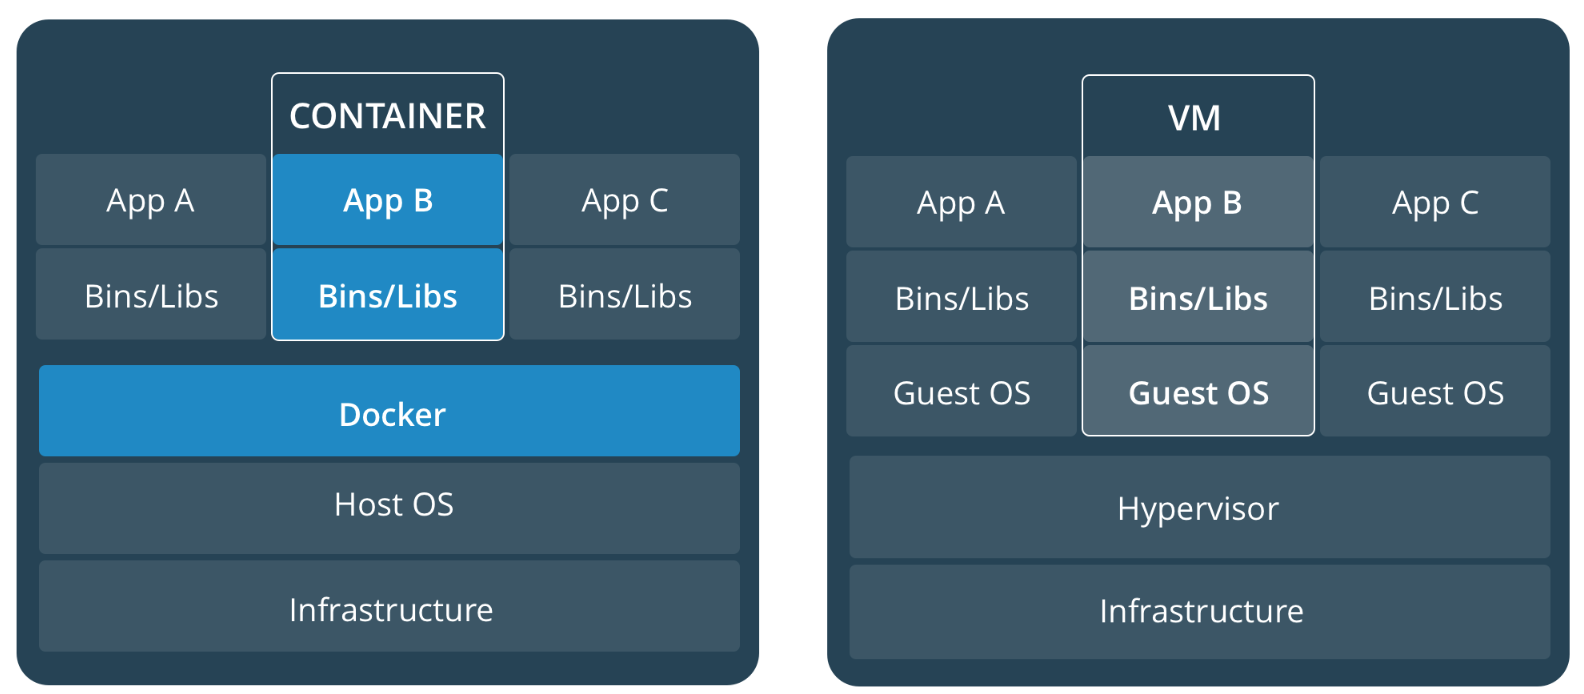 CONTAINER
App A
App B
App C
Bins/Libs
Bins/Libs
Bins/Libs
Docker
Host OS
Infrastructure
VM
App A
App B
App C
Bins/Libs
Bins/Libs
Bins/Libs
Guest OS
Guest OS
Guest OS
Hypervisor
Infrastructure